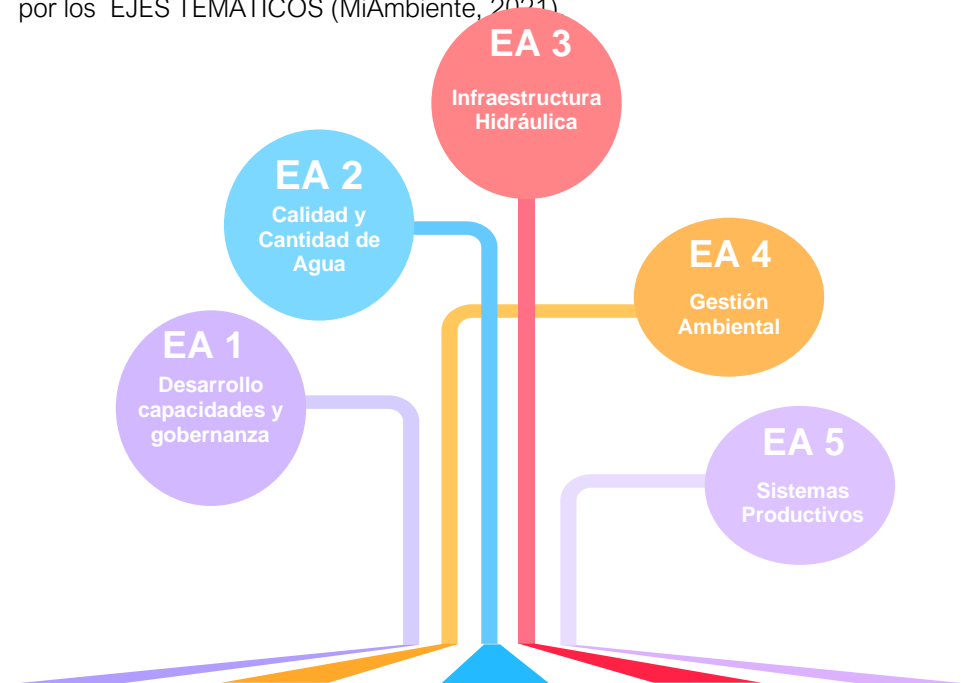 por los EJES TEMÁTICOS (MiAmbiente, 2021)
EA 3
Infraestructura
Hidráulica
EA 2
Calidad y
Cantidad de
Agua
EA 4
Gestión
Ambiental
EA 1
Desarrollo
capacidades y
gobernanza
EA 5
Sistemas
Productivos